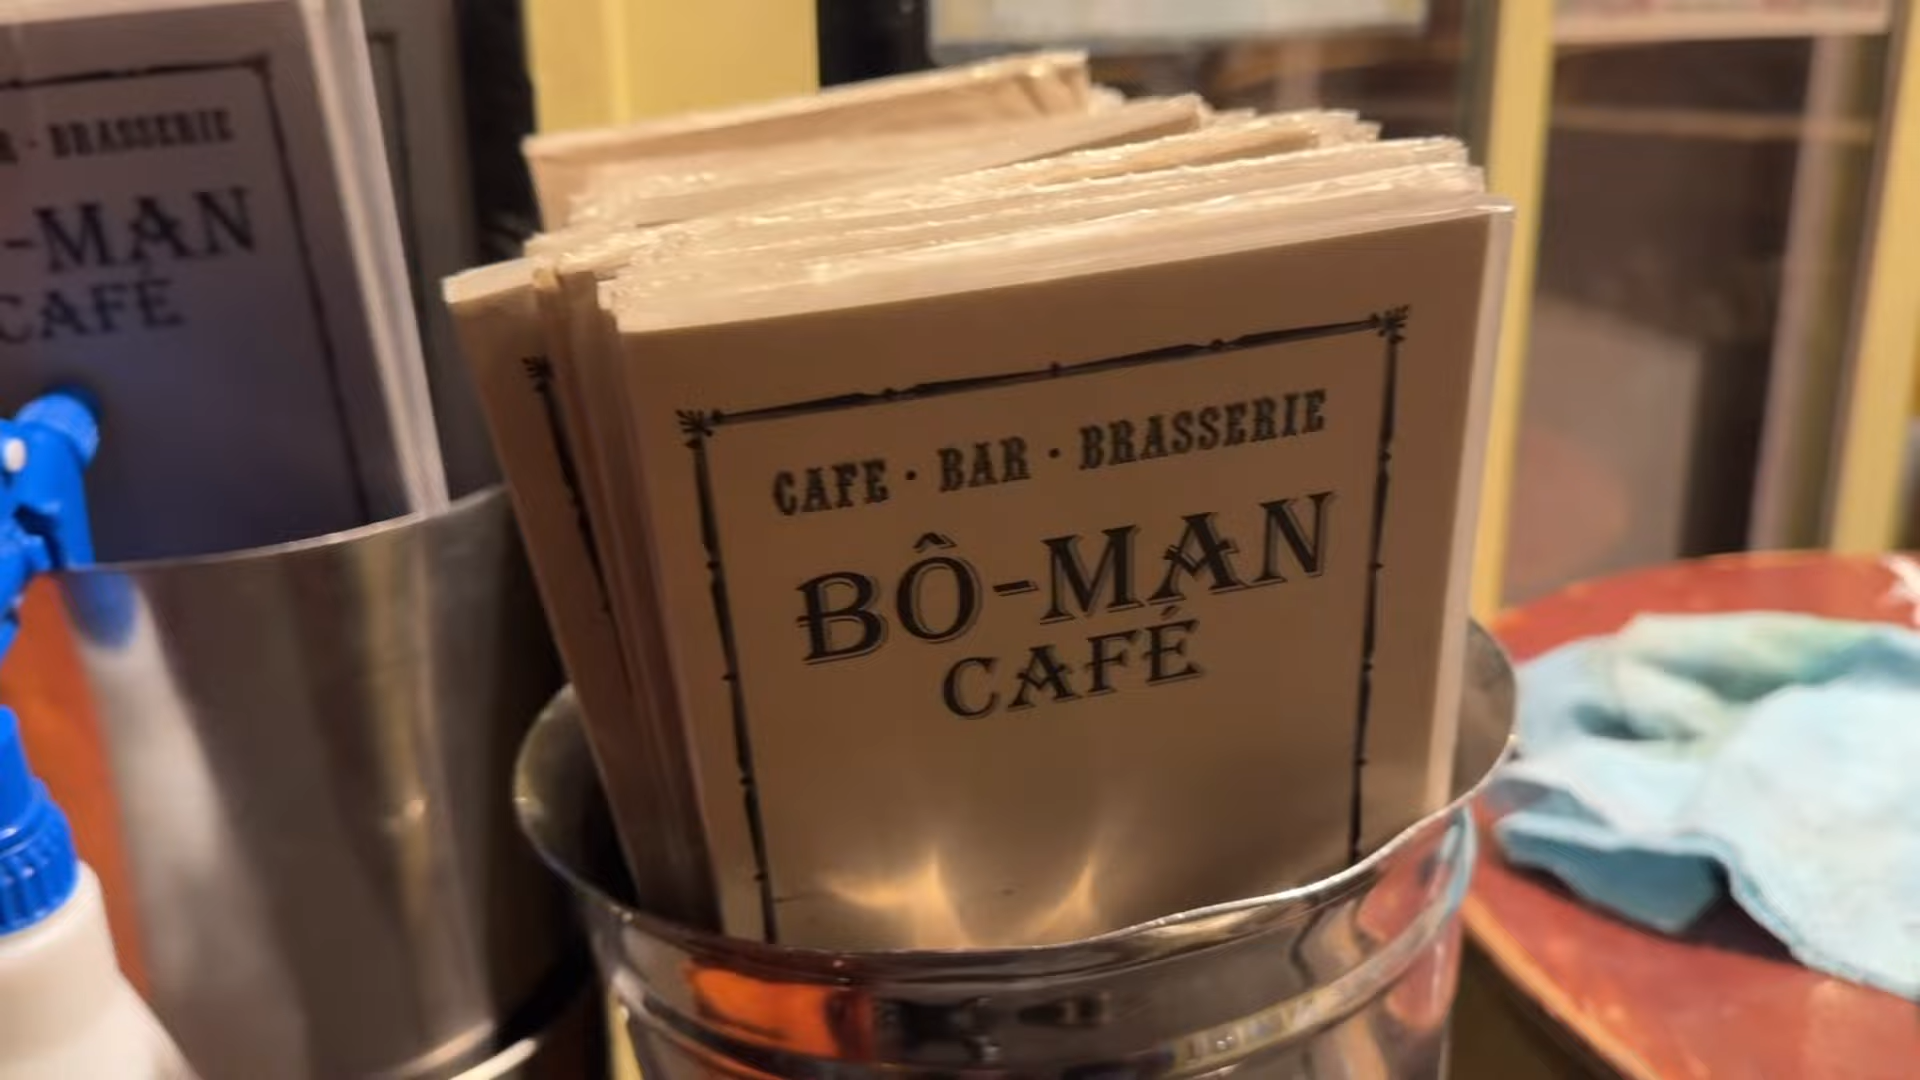 CAFE · BAR · BRASSERIE
BÔ-MAN
CAFÉ
· BRASSERIE
-MAN
CAFÉ